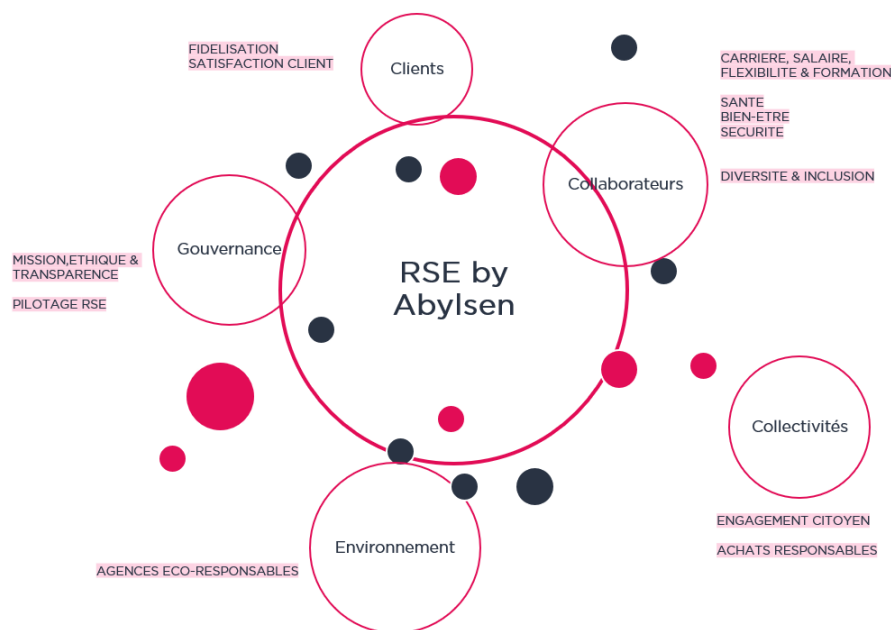 FIDELISATION
SATISFACTION CLIENT
Clients
CARRIERE, SALAIRE,
FLEXIBILITE & FORMATION
SANTE
BIEN-ETRE
SECURITE
DIVERSITE & INCLUSION
Collaborateurs
Gouvernance
MISSION,ETHIQUE &
TRANSPARENCE
PILOTAGE RSE
RSE by
Abylsen
Collectivités
ENGAGEMENT CITOYEN
ACHATS RESPONSABLES
Environnement
AGENCES ECO-RESPONSABLES